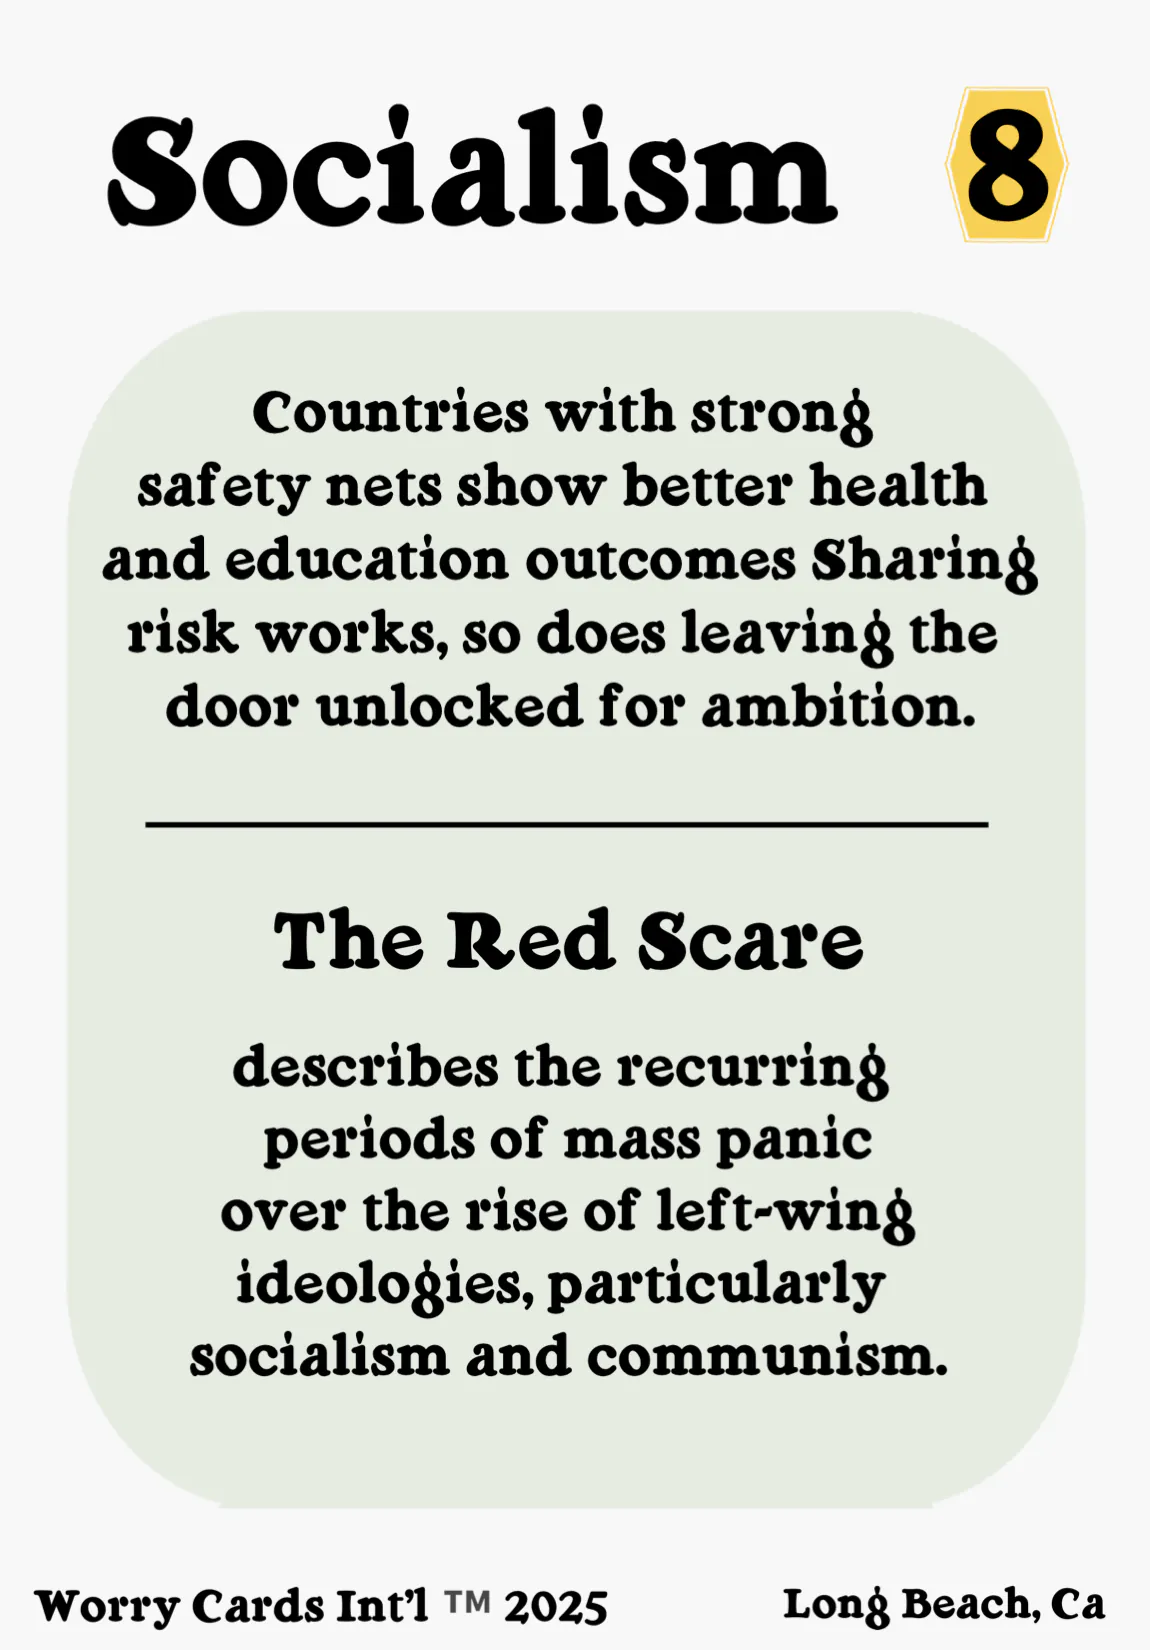 Socialism 8
Countries with strong
safety nets show better health
and education outcomes Sharing
risk works, so does leaving the
door unlocked for ambition.
The Red Scare
describes the recurring
periods of mass panic
over the rise of left-wing
ideologies, particularly
socialism and communism.
Worry Cards Int'l ™ 2025 Long Beach, Ca